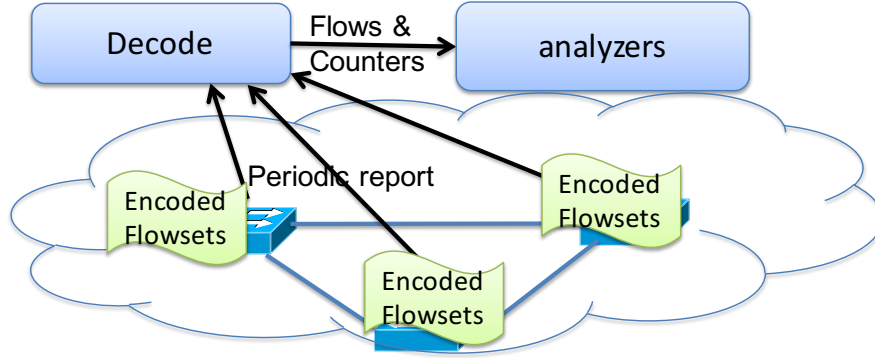 Decode
Flows &
Counters
analyzers
Periodic report
Encoded
Flowsets
Encoded
Flowsets
Encoded
Flowsets